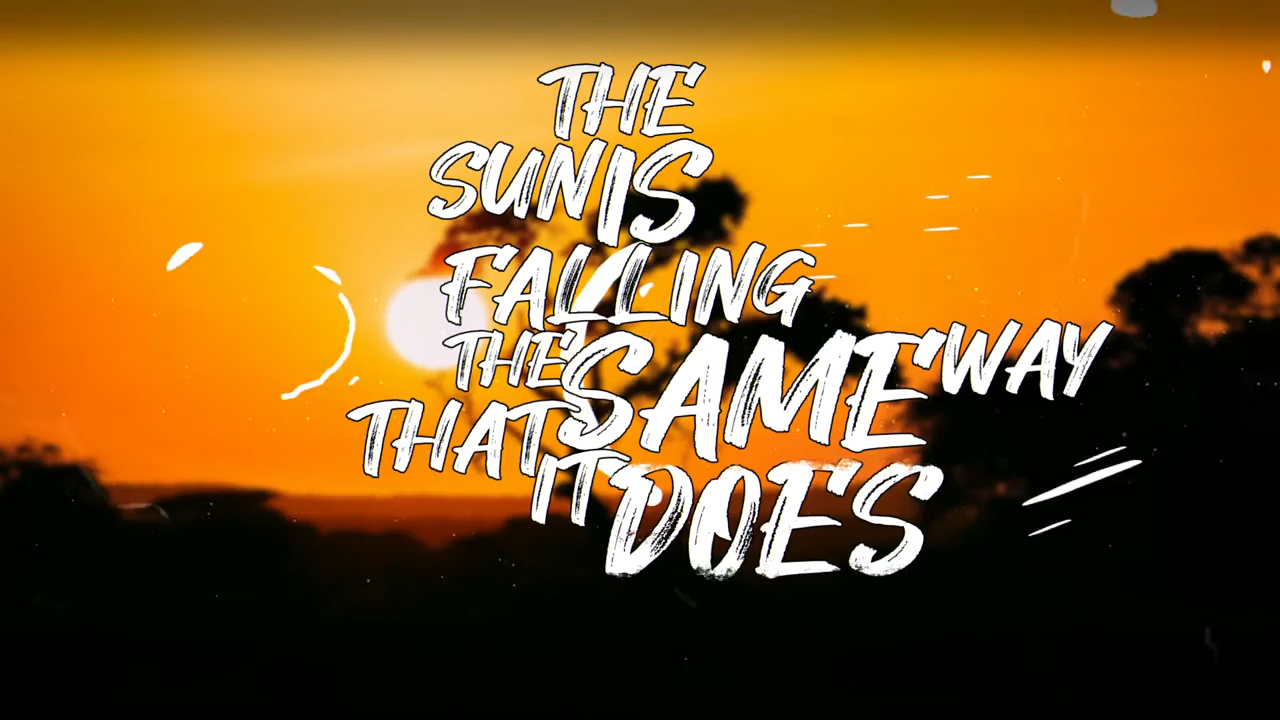 THE
SUN IS
FALLING
THE SAME WAY
THAT IT DOES